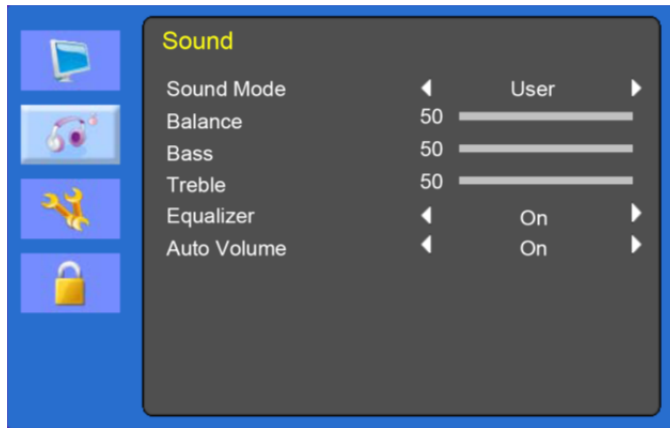 Sound
Sound Mode User
Balance 50
Bass 50
Treble 50
Equalizer On
Auto Volume On